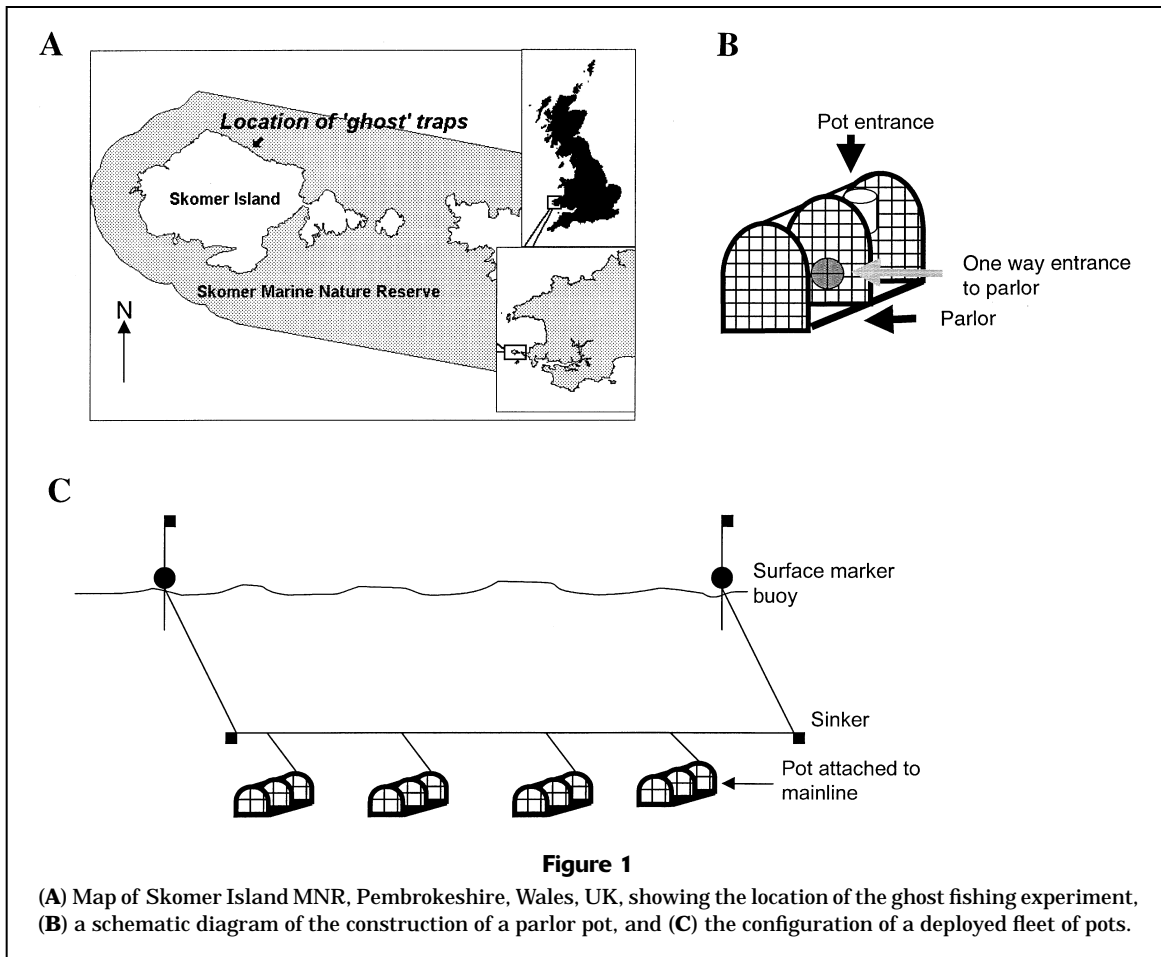 A
Location of 'ghost' traps
Skomer Island
Skomer Marine Nature Reserve
N
B
Pot entrance
One way entrance
to parlor
Parlor
C
Surface marker
buoy
Sinker
Pot attached to
mainline
Figure 1
(A) Map of Skomer Island MNR, Pembrokeshire, Wales, UK, showing the location of the ghost fishing experiment,
(B) a schematic diagram of the construction of a parlor pot, and (C) the configuration of a deployed fleet of pots.